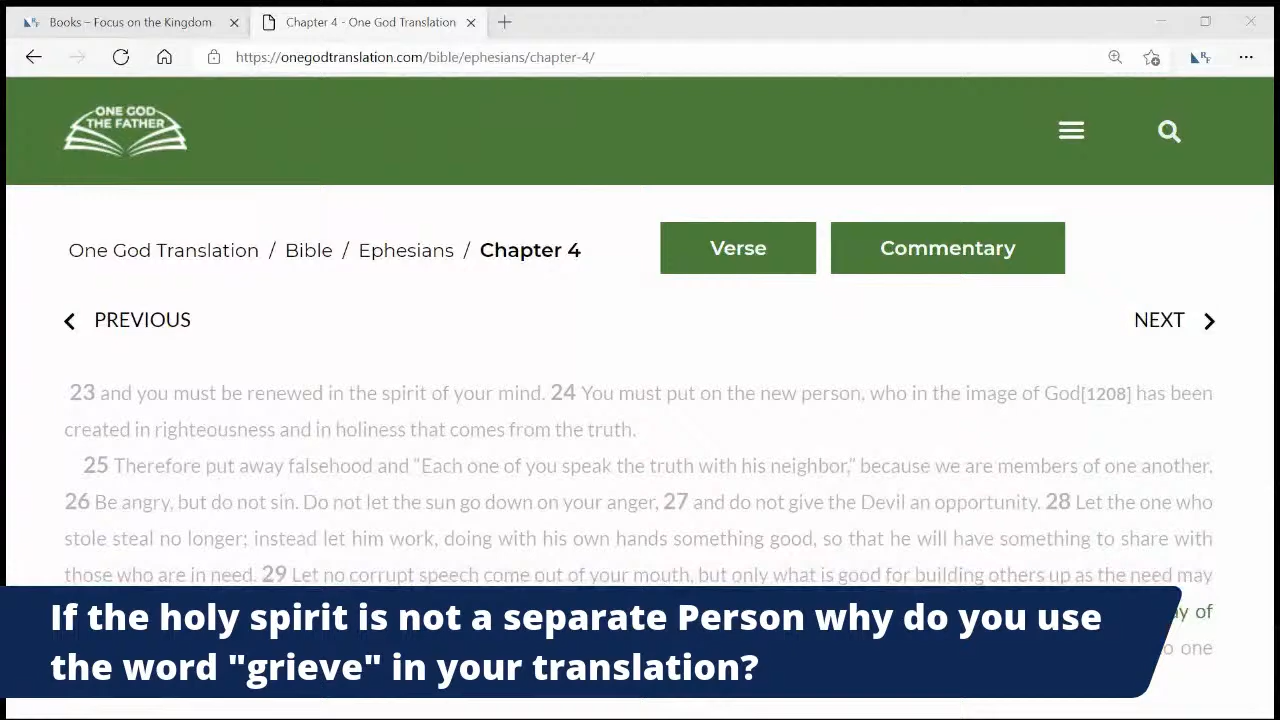 Books – Focus on the Kingdom
Chapter 4 - One God Translation
https://onegodtranslation.com/bible/ephesians/chapter-4/
ONE GOD
THE FATHER
One God Translation / Bible / Ephesians / Chapter 4
Verse
Commentary
PREVIOUS
NEXT
23 and you must be renewed in the spirit of your mind. 24 You must put on the new person, who in the image of God[1208] has been
created in righteousness and in holiness that comes from the truth.
25 Therefore put away falsehood and “Each one of you speak the truth with his neighbor,” because we are members of one another.
26 Be angry, but do not sin. Do not let the sun go down on your anger, 27 and do not give the Devil an opportunity. 28 Let the one who
stole steal no longer; instead let him work, doing with his own hands something good, so that he will have something to share with
those who are in need. 29 Let no corrupt speech come out of your mouth, but only what is good for building others up as the need may
of
one
If the holy spirit is not a separate Person why do you use
the word "grieve" in your translation?